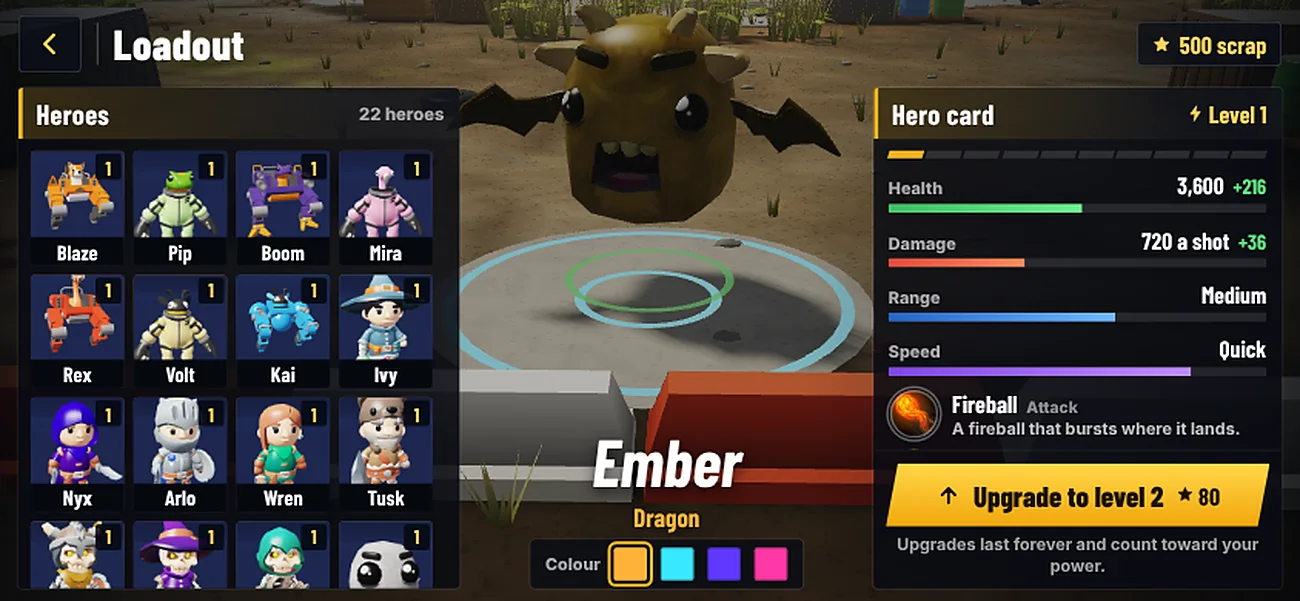 Loadout
500 scrap
Heroes
22 heroes
1
1
1
1
Blaze
Pip
Boom
Mira
1
1
1
1
Rex
Volt
Kai
Ivy
1
1
1
1
Nyx
Arlo
Wren
Tusk
1
1
1
1
Ember
Dragon
Colour
Hero card
Level 1
Health
3,600 +216
Damage
720 a shot +36
Range
Medium
Speed
Quick
Fireball Attack
A fireball that bursts where it lands.
Upgrade to level 2 80
Upgrades last forever and count toward your
power.